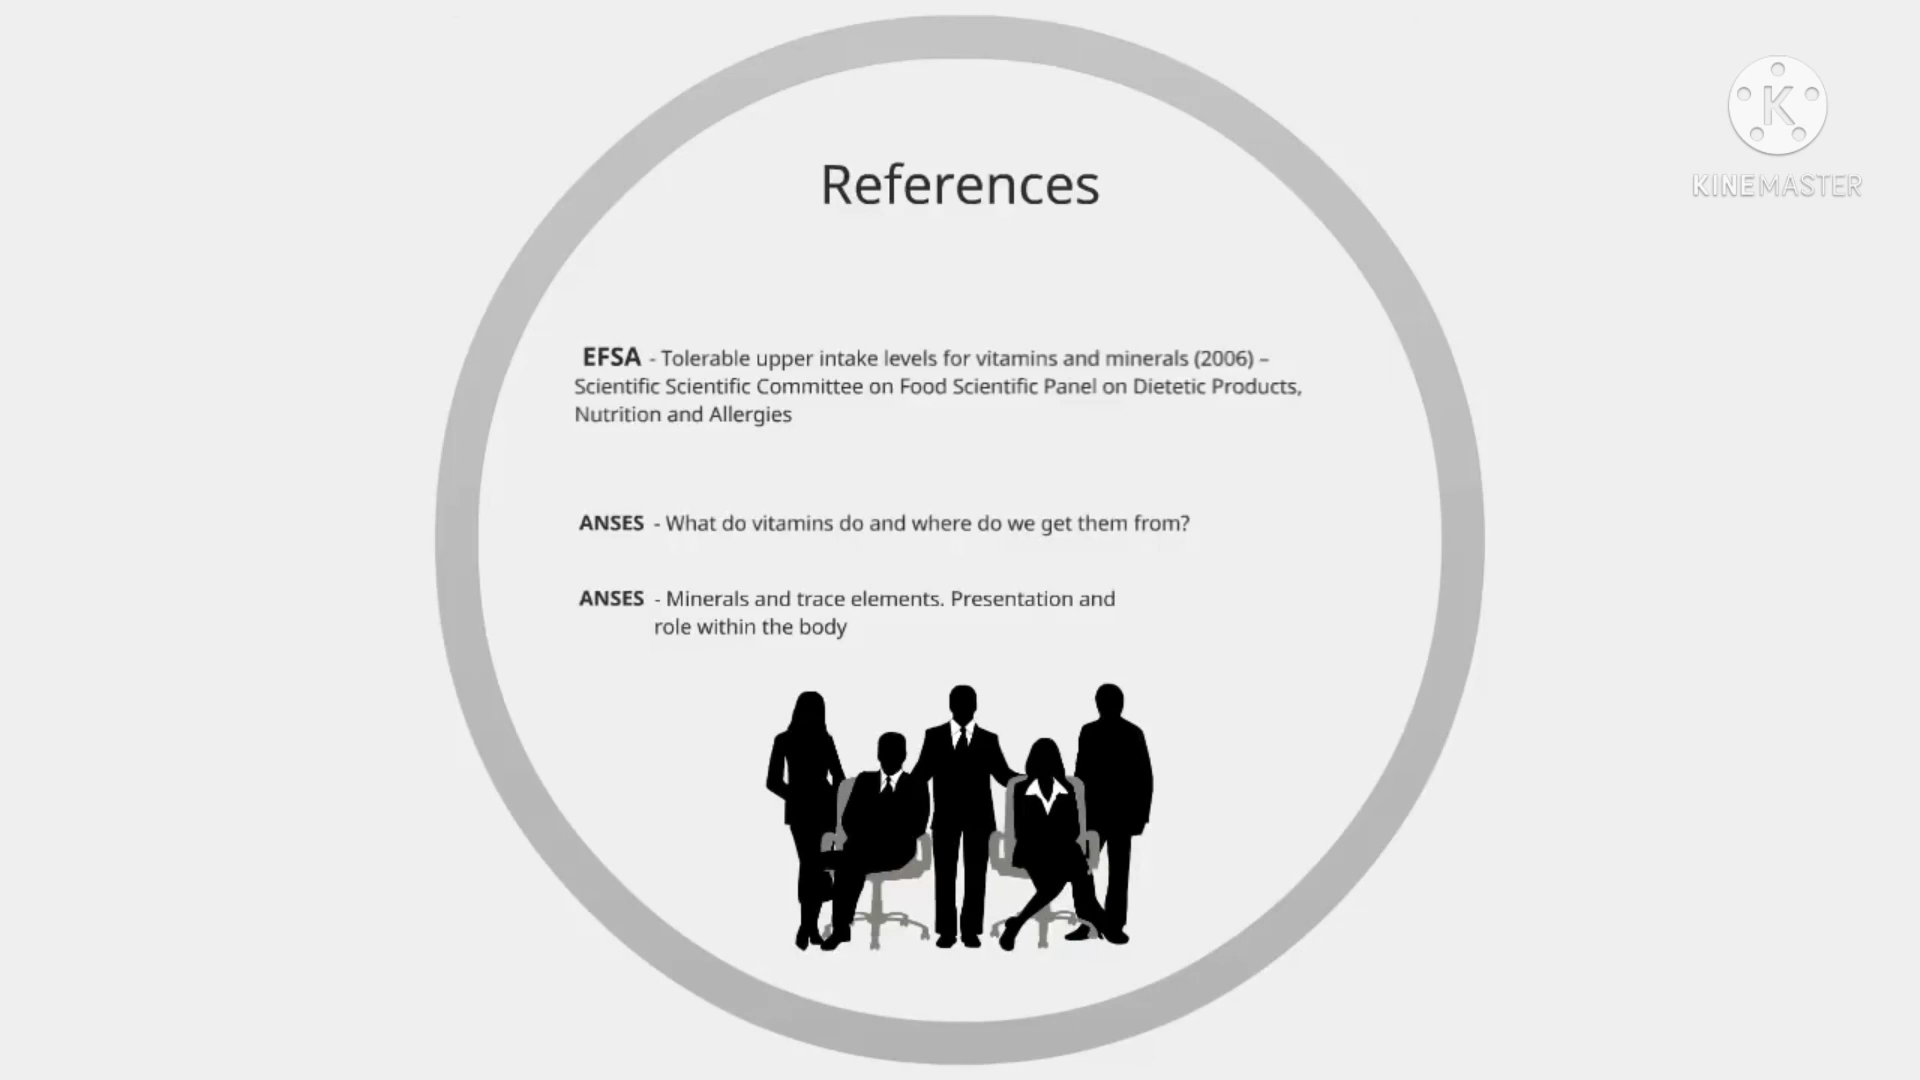 References
EFSA - Tolerable upper intake levels for vitamins and minerals (2006) –
Scientific Scientific Committee on Food Scientific Panel on Dietetic Products,
Nutrition and Allergies
ANSES - What do vitamins do and where do we get them from?
ANSES - Minerals and trace elements. Presentation and
role within the body
K
KINEMASTER